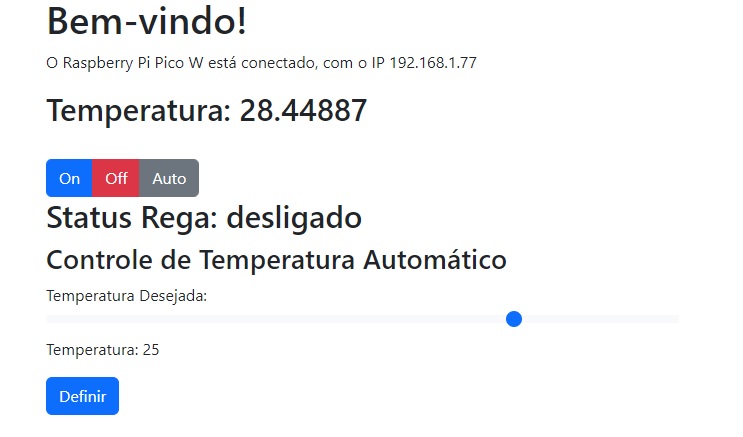 Bem-vindo!
O Raspberry Pi Pico W está conectado, com o IP 192.168.1.77
Temperatura: 28.44887
On Off Auto
Status Rega: desligado
Controle de Temperatura Automático
Temperatura Desejada:
Temperatura: 25
Definir